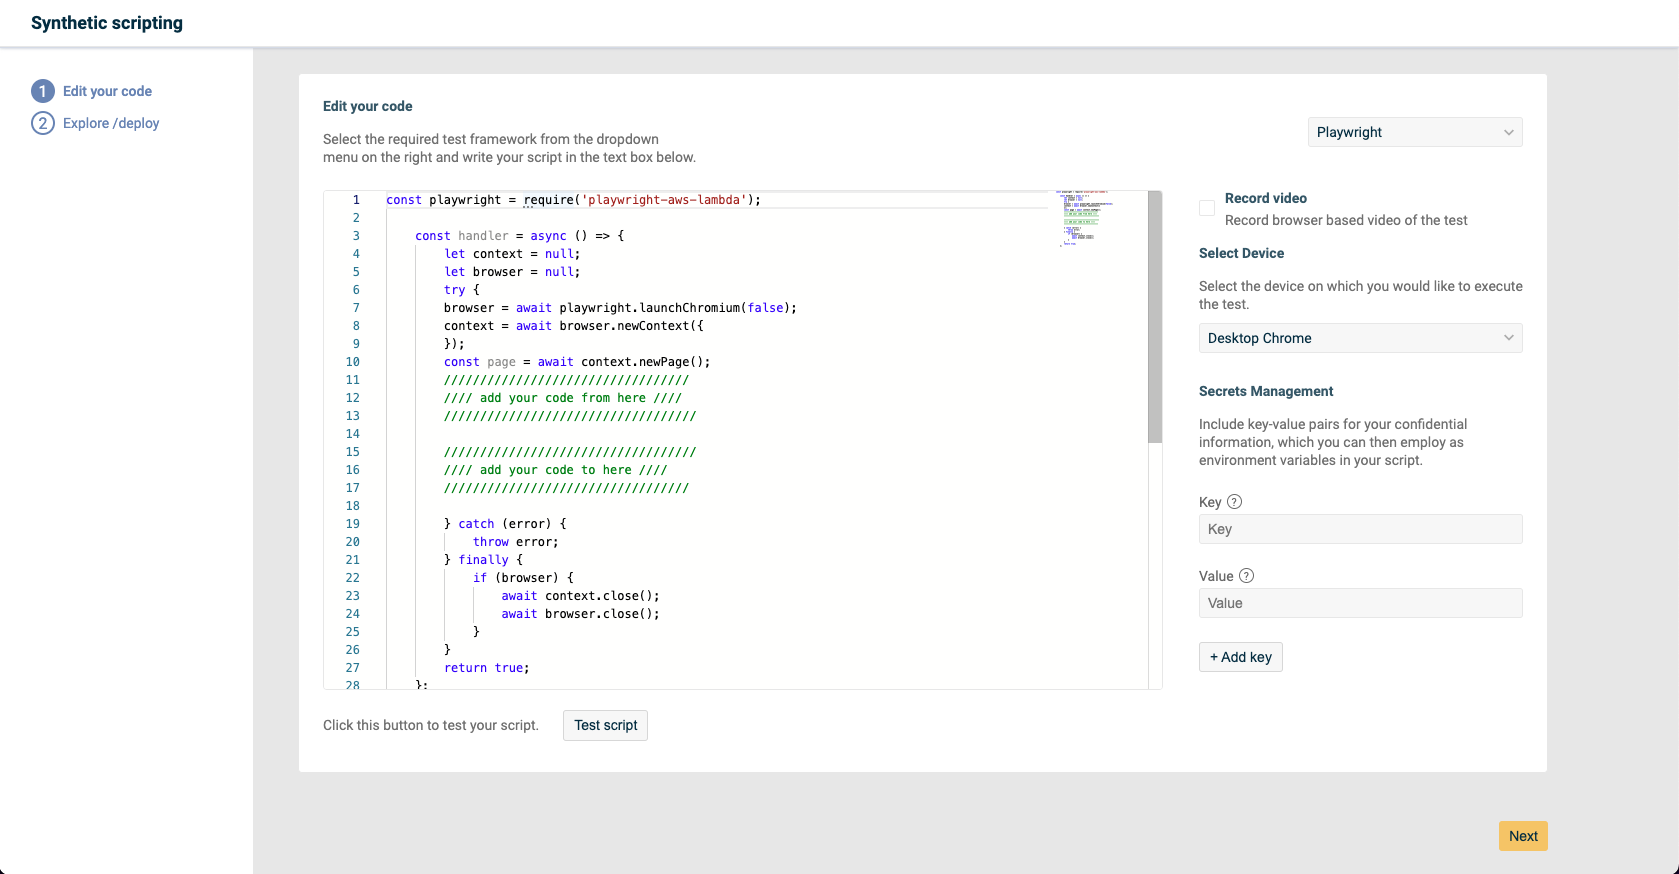 Synthetic scripting
1 Edit your code
2 Explore /deploy
Edit your code
Select the required test framework from the dropdown
menu on the right and write your script in the text box below.
Playwright
1 const playwright = require('playwright-aws-lambda');
2
3 const handler = async () => {
4 let context = null;
5 let browser = null;
6 try {
7 browser = await playwright.launchChromium(false);
8 context = await browser.newContext({
9 });
10 const page = await context.newPage();
11 //////////////////////////////////
12 //// add your code from here ////
13 ///////////////////////////////////
14
15 ///////////////////////////////////
16 //// add your code to here ////
17 //////////////////////////////////
18
19 } catch (error) {
20 throw error;
21 } finally {
22 if (browser) {
23 await context.close();
24 await browser.close();
25 }
26 }
27 return true;
28 };
Click this button to test your script.
Test script
Record video
Record browser based video of the test
Select Device
Select the device on which you would like to execute
the test.
Desktop Chrome
Secrets Management
Include key-value pairs for your confidential
information, which you can then employ as
environment variables in your script.
Key ?
Key
Value ?
Value
+ Add key
Next